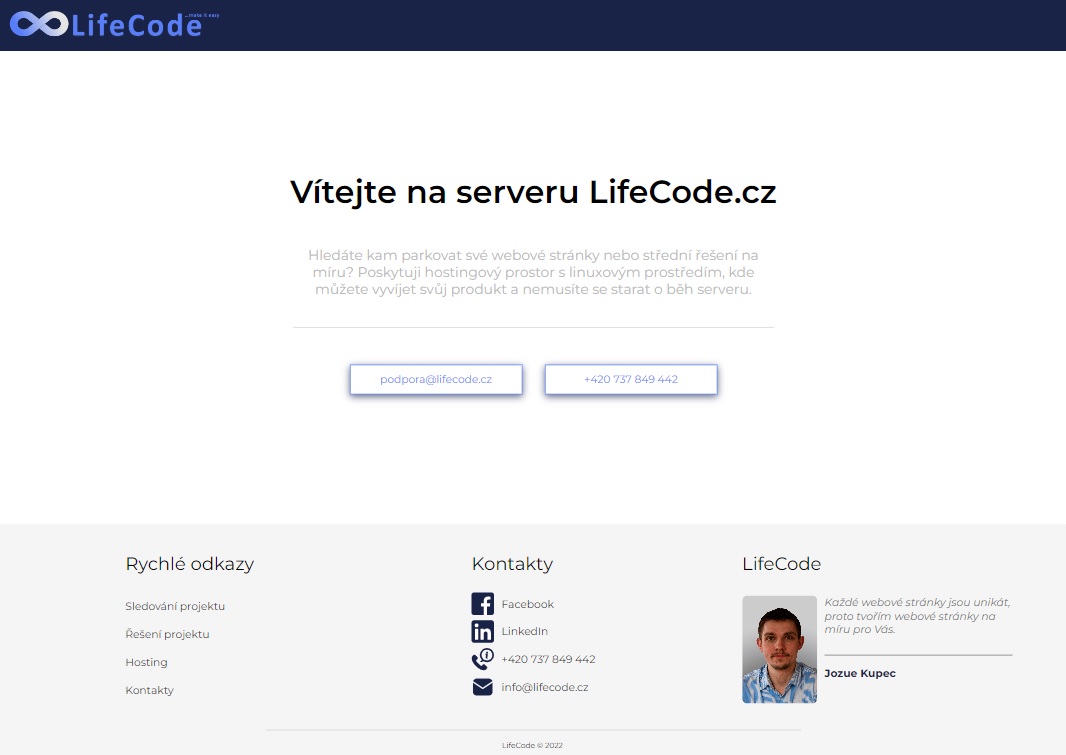 LifeCode
...make it easy
Vítejte na serveru LifeCode.cz
Hledáte kam parkovat své webové stránky nebo střední řešení na
míru? Poskytuji hostingový prostor s linuxovým prostředím, kde
můžete vyvíjet svůj produkt a nemusíte se starat o běh serveru.
podpora@lifecode.cz
+420 737 849 442
Rychlé odkazy
Sledování projektu
Řešení projektu
Hosting
Kontakty
Kontakty
Facebook
LinkedIn
+420 737 849 442
info@lifecode.cz
LifeCode
Každé webové stránky jsou unikát,
proto tvořím webové stránky na
míru pro Vás.
Jozue Kupec
LifeCode © 2022